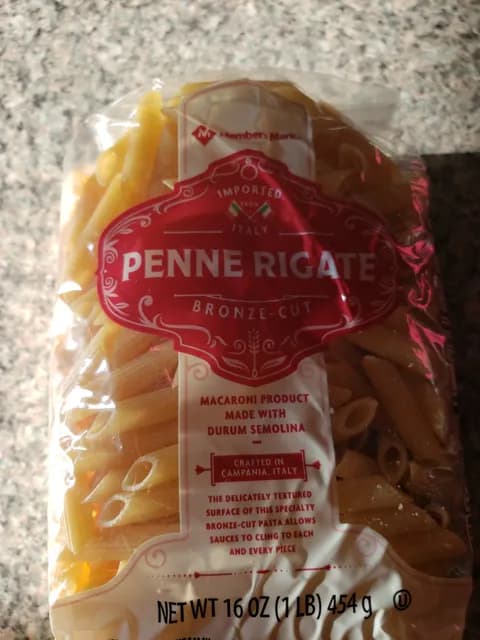 Member's Mark
IMPORTED
FROM
ITALY
PENNE RIGATE
BRONZE-CUT
MACARONI PRODUCT
MADE WITH
DURUM SEMOLINA
CRAFTED IN
CAMPANIA, ITALY
THE DELICATELY TEXTURED
SURFACE OF THIS SPECIALTY
BRONZE-CUT PASTA ALLOWS
SAUCES TO CLING TO EACH
AND EVERY PIECE
NET WT 16 OZ (1 LB) 454 g U